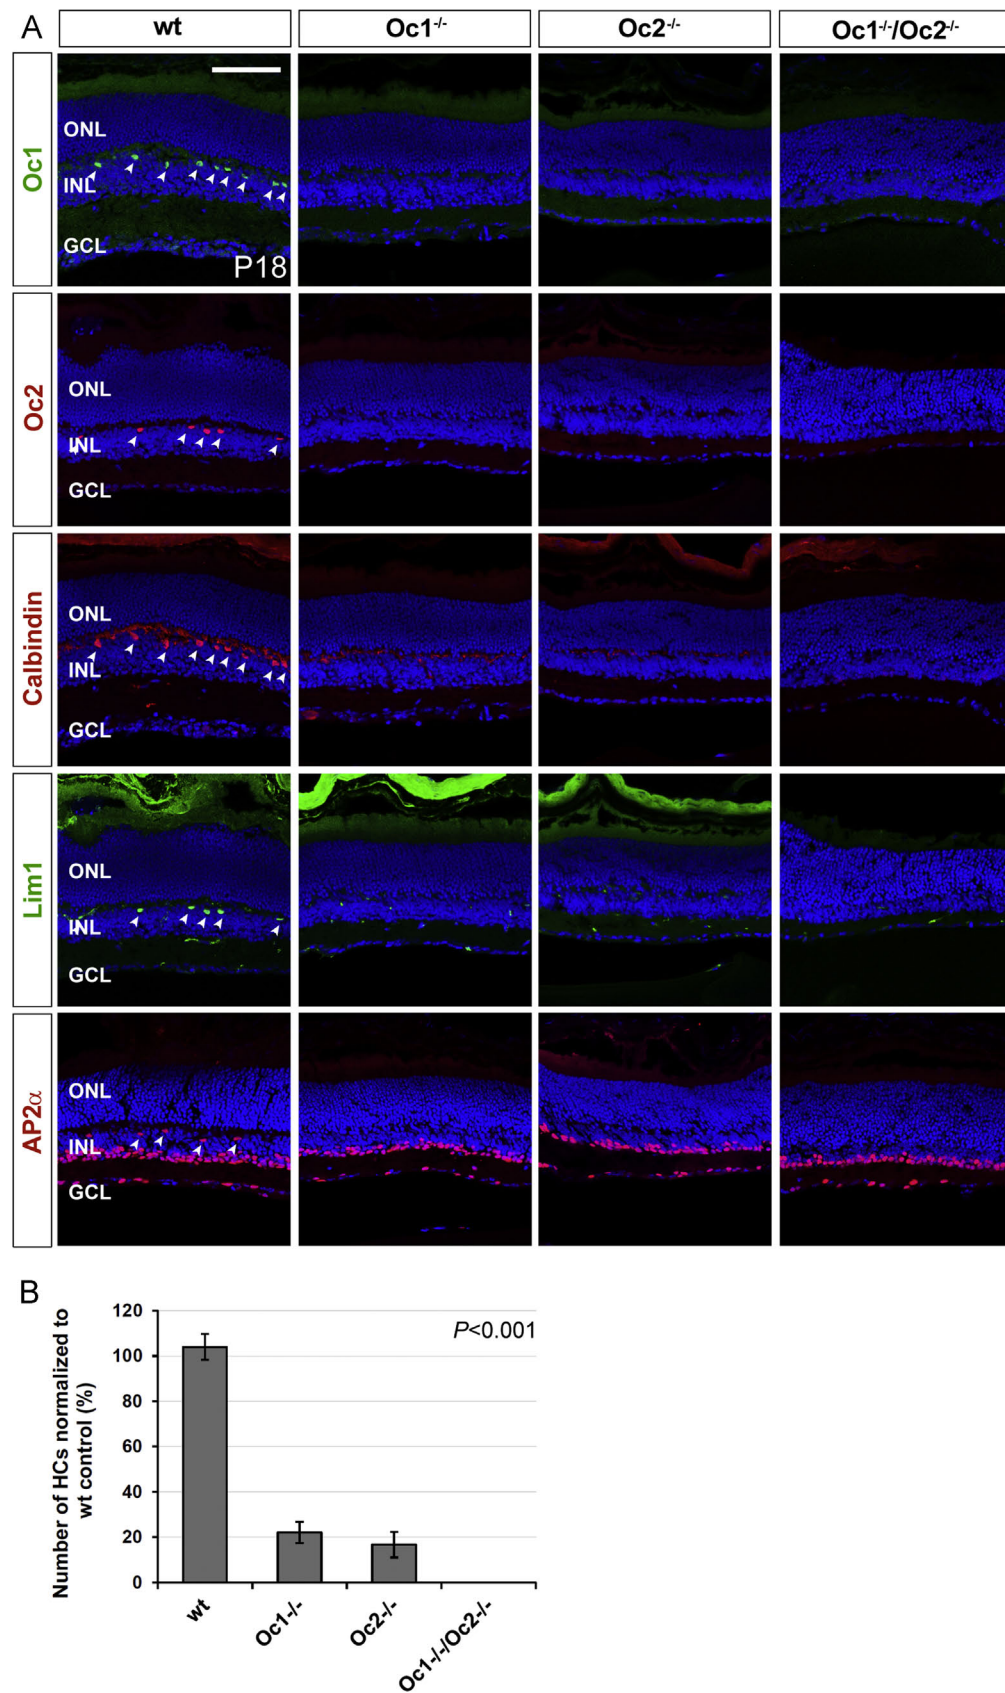 A
wt
Oc1-/-
Oc2-/-
Oc1-/-/Oc2-/-
Oc1
ONL
INL
GCL
P18
Oc2
ONL
INL
GCL
Calbindin
ONL
INL
GCL
Lim1
ONL
INL
GCL
AP2α
ONL
INL
GCL
B
Number of HCs normalized to
wt control (%)
120
100
80
60
40
20
0
P<0.001
wt
Oc1-/-
Oc2-/-
Oc1-/-/Oc2-/-